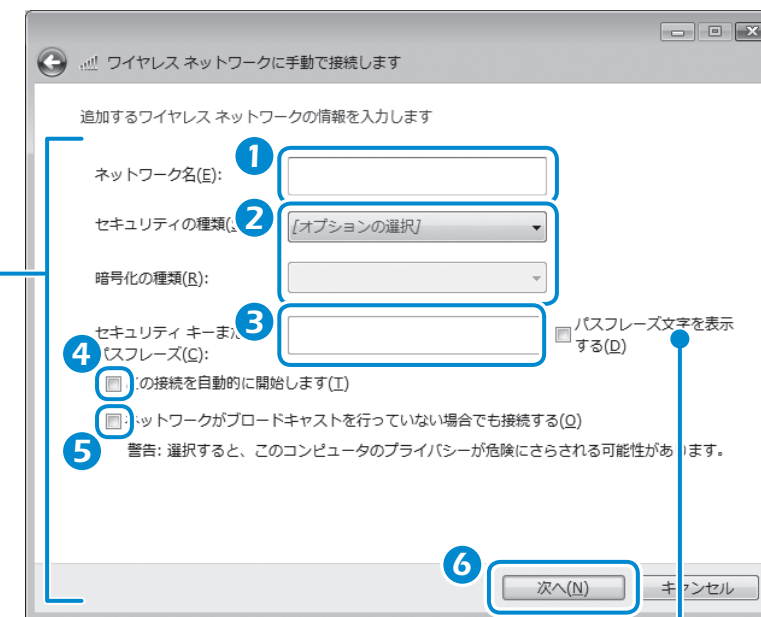 ワイヤレス ネットワークに手動で接続します
追加するワイヤレス ネットワークの情報を入力します
1
ネットワーク名(E):
セキュリティの種類(
2
[オプションの選択]
暗号化の種類(R):
3
セキュリティ キーま
パスフレーズ(C):
パスフレーズ文字を表示
する(D)
4
の接続を自動的に開始します(T)
ットワークがブロードキャストを行っていない場合でも接続する(O)
5
警告: 選択すると、このコンピュータのプライバシーが危険にさらされる可能性があります。
6
次へ(N)
キャンセル